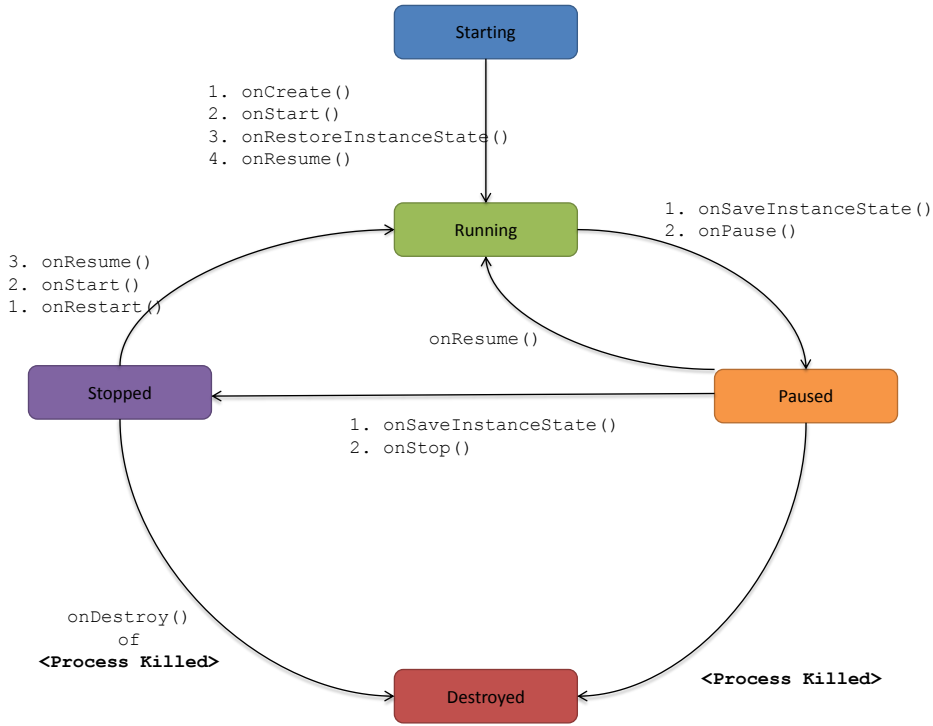 Starting
1. onCreate()
2. onStart()
3. onRestoreInstanceState()
4. onResume()
Running
1. onSaveInstanceState()
2. onPause()
3. onResume()
2. onStart()
1. onRestart()
onResume()
Stopped
Paused
1. onSaveInstanceState()
2. onStop()
onDestroy()
of
<Process Killed>
<Process Killed>
Destroyed